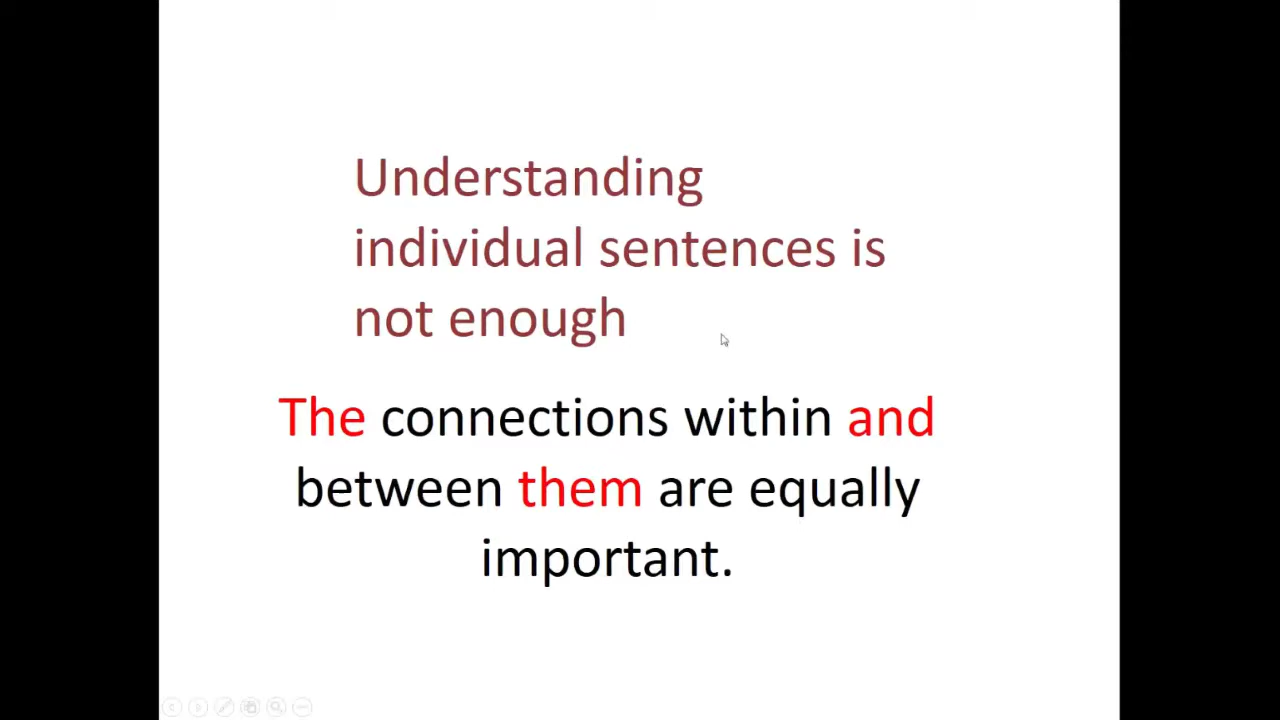 Understanding
individual sentences is
not enough
The connections within and
between them are equally
important.